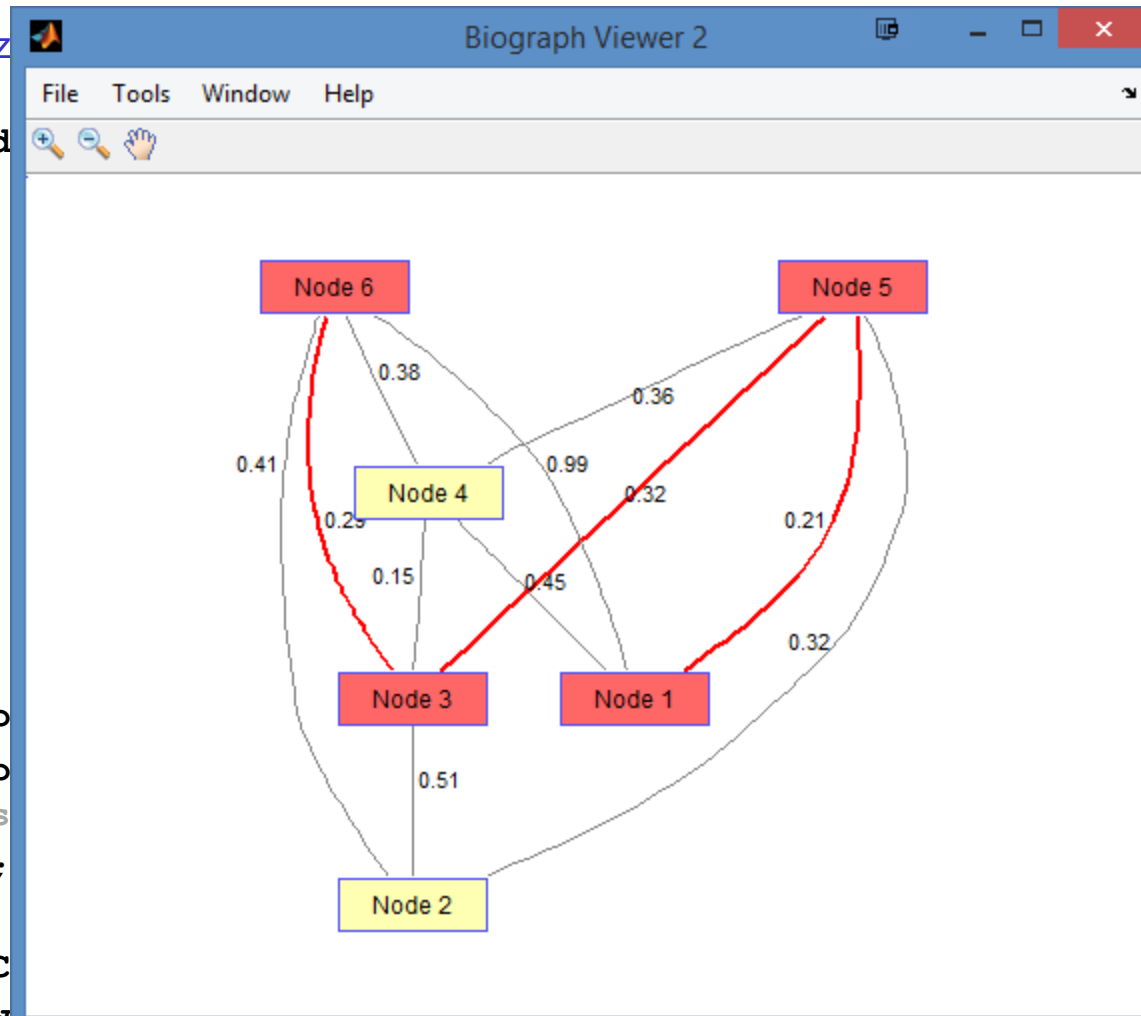 Biograph Viewer 2
File Tools Window Help
Node 6 Node 5
0.38
0.36
0.41 0.99
Node 4 0.32
0.29 0.21
0.15 0.45
0.32
Node 3 Node 1
0.51
Node 2